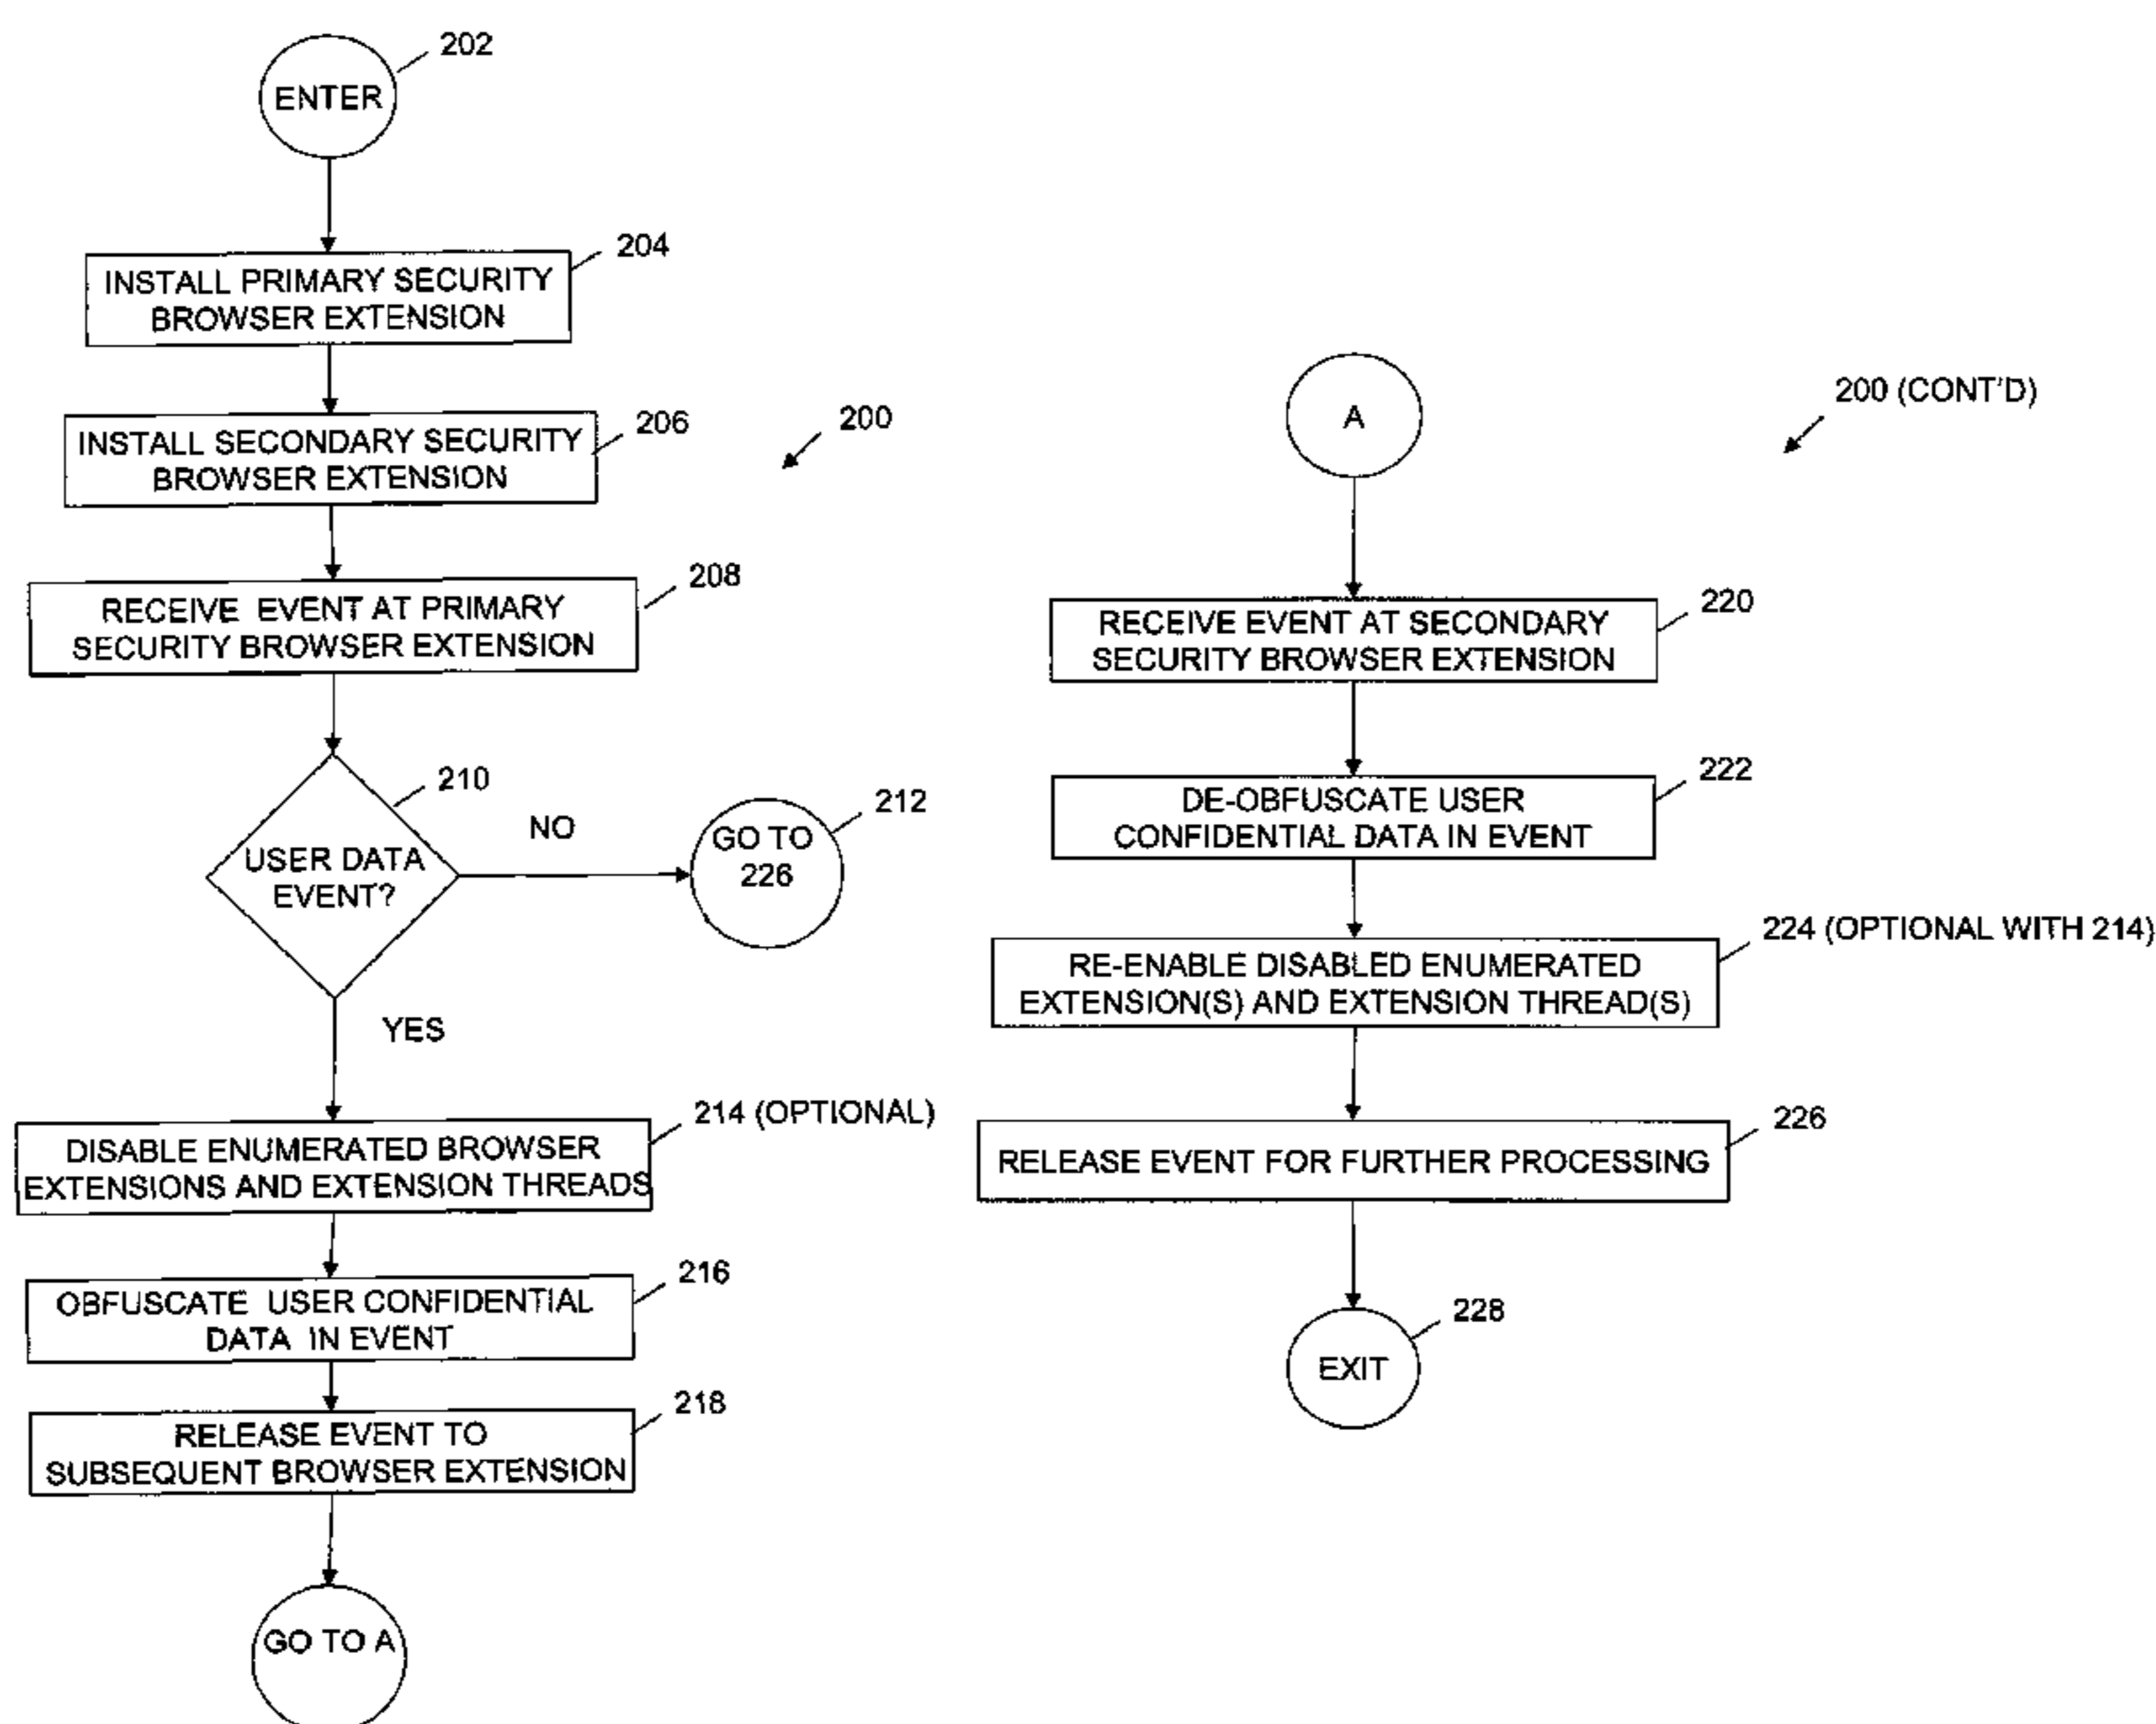 202
ENTER
204
INSTALL PRIMARY SECURITY
BROWSER EXTENSION
206
INSTALL SECONDARY SECURITY
BROWSER EXTENSION
200
208
RECEIVE EVENT AT PRIMARY
SECURITY BROWSER EXTENSION
210
USER DATA
EVENT?
NO
212
GO TO
226
YES
214 (OPTIONAL)
DISABLE ENUMERATED BROWSER
EXTENSIONS AND EXTENSION THREADS
216
OBFUSCATE USER CONFIDENTIAL
DATA IN EVENT
218
RELEASE EVENT TO
SUBSEQUENT BROWSER EXTENSION
GO TO A
A
200 (CONT'D)
220
RECEIVE EVENT AT SECONDARY
SECURITY BROWSER EXTENSION
222
DE-OBFUSCATE USER
CONFIDENTIAL DATA IN EVENT
224 (OPTIONAL WITH 214)
RE-ENABLE DISABLED ENUMERATED
EXTENSION(S) AND EXTENSION THREAD(S)
226
RELEASE EVENT FOR FURTHER PROCESSING
228
EXIT